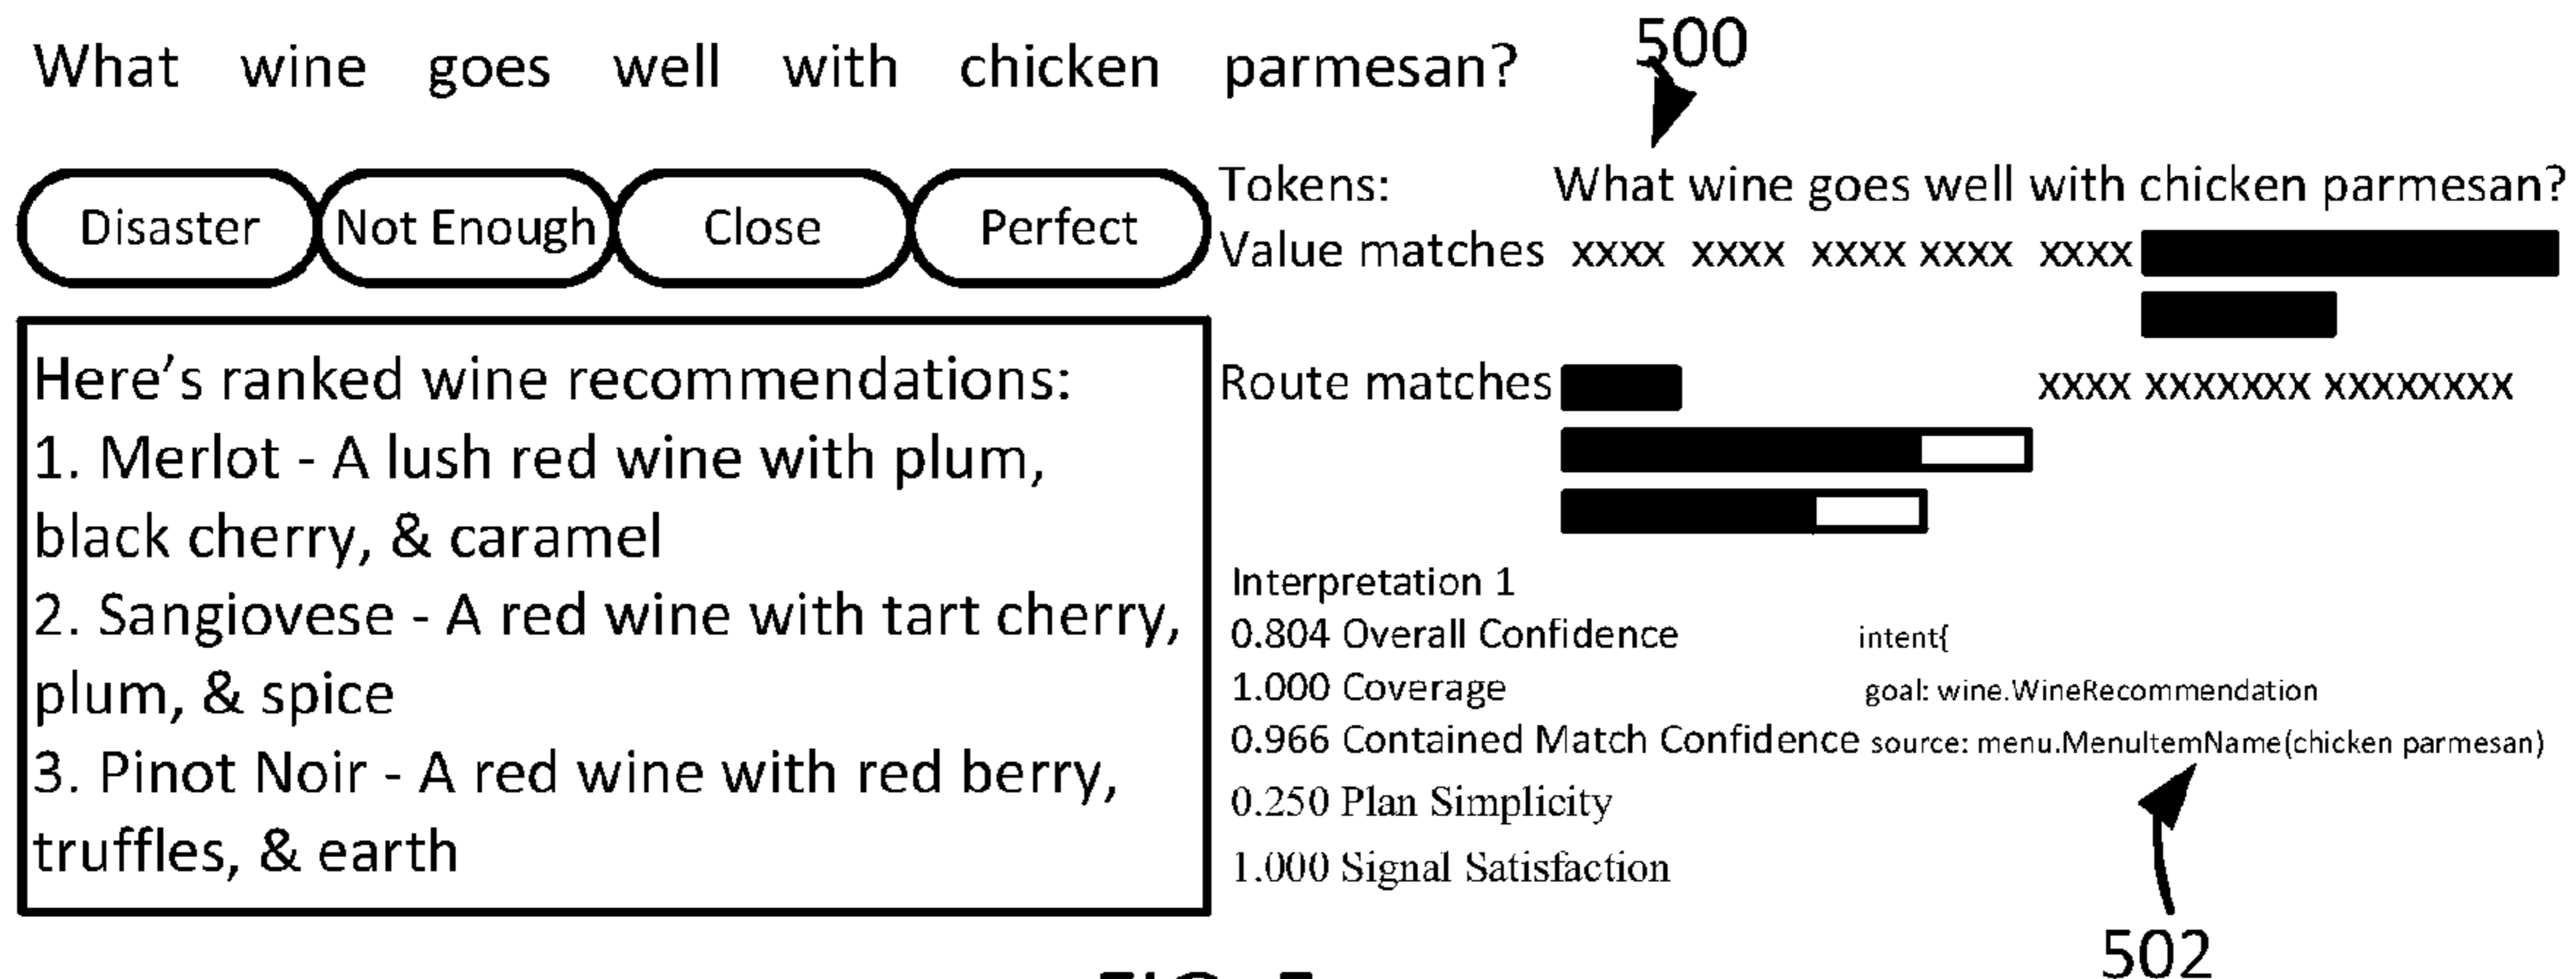 What wine goes well with chicken parmesan?
500
Disaster Not Enough Close Perfect
Here's ranked wine recommendations:
1. Merlot - A lush red wine with plum,
black cherry, & caramel
2. Sangiovese - A red wine with tart cherry,
plum, & spice
3. Pinot Noir - A red wine with red berry,
truffles, & earth
Tokens: What wine goes well with chicken parmesan?
Value matches xxxx xxxx xxxx xxxx xxxx
Route matches xxxx xxxxxxx xxxxxxxx
Interpretation 1
0.804 Overall Confidence intent{
1.000 Coverage goal: wine.WineRecommendation
0.966 Contained Match Confidence source: menu.MenuItemName(chicken parmesan)
0.250 Plan Simplicity
1.000 Signal Satisfaction
502